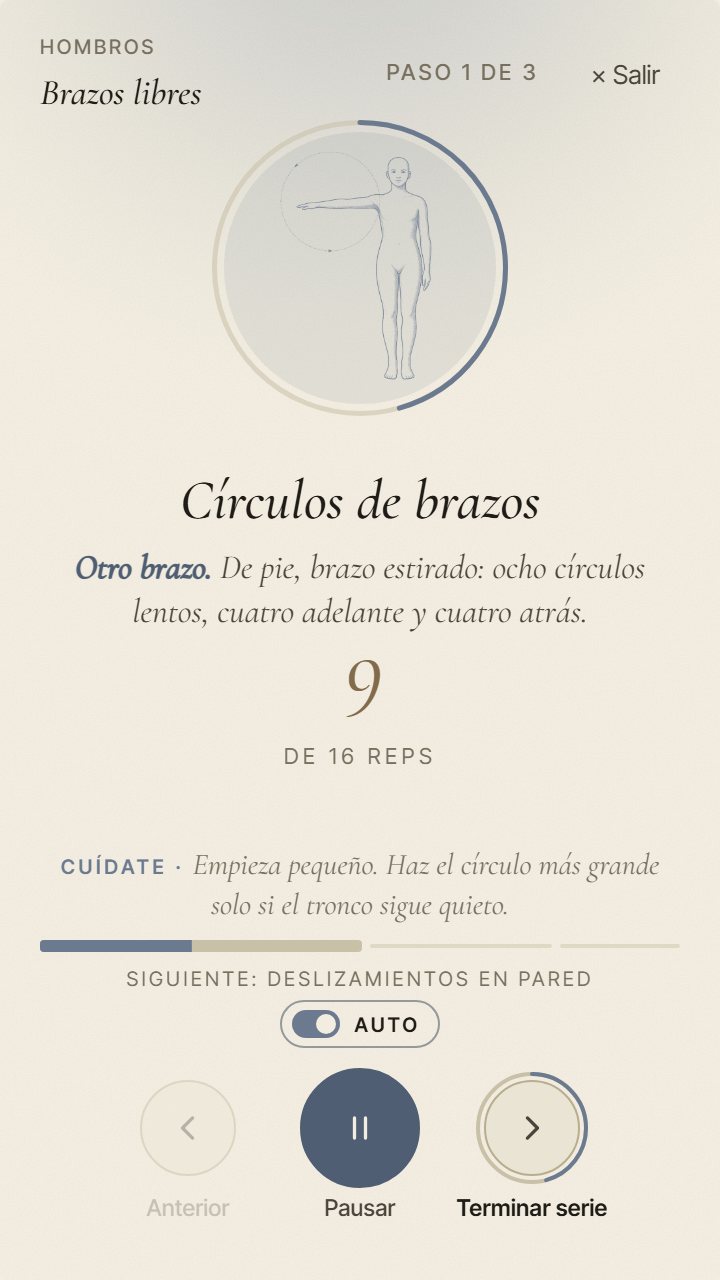 HOMBROS
Brazos libres
PASO 1 DE 3
× Salir
Círculos de brazos
Otro brazo. De pie, brazo estirado: ocho círculos
lentos, cuatro adelante y cuatro atrás.
9
DE 16 REPS
CUÍDATE · Empieza pequeño. Haz el círculo más grande
solo si el tronco sigue quieto.
SIGUIENTE: DESLIZAMIENTOS EN PARED
AUTO
Anterior
Pausar
Terminar serie